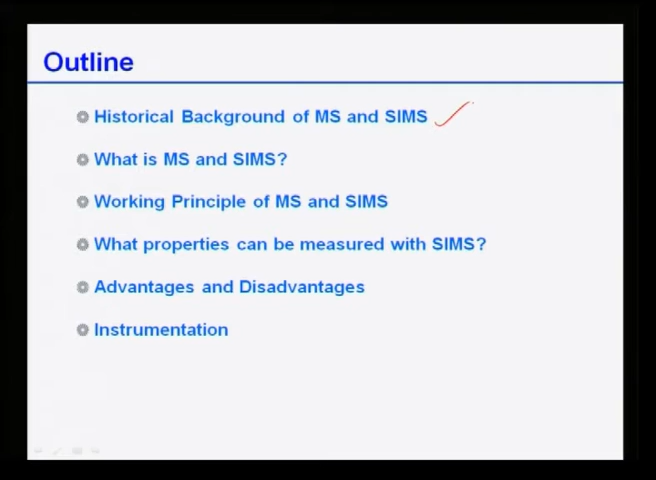 Outline
Historical Background of MS and SIMS
What is MS and SIMS?
Working Principle of MS and SIMS
What properties can be measured with SIMS?
Advantages and Disadvantages
Instrumentation